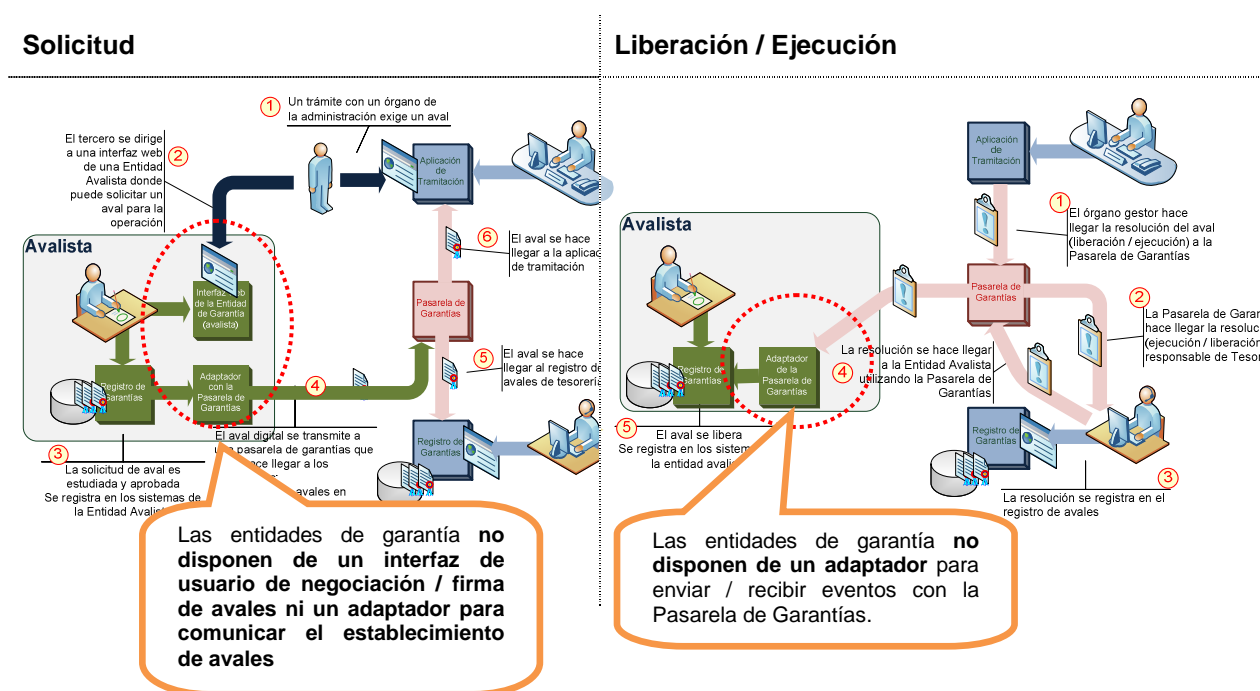 Solicitud
Liberación / Ejecución
1
Un trámite con un órgano de
la administración exige un aval
El tercero se dirige
a una interfaz web
de una Entidad
Avalista donde
puede solicitar un
aval para la
operación
2
Aplicación
de
Tramitación
6
El aval se hace
llegar a la
de tramitación
Avalista
Interfaz
de la Entidad
de Garantía
(avalista)
Pasarela de
Garantías
5
El aval se hace
llegar al registro de
avales de
Registro de
Garantías
Adaptador
con la
Pasarela de
Garantías
4
Registro de
Garantías
3
La solicitud de aval es
estudiada y aprobada
Se registra en los sistemas de
la Entidad
El aval digital se transmite a
pasarela de garantías que
llegar a los
avales en
Las entidades de garantía no
disponen de un interfaz de
usuario de negociación / firma
de avales ni un adaptador para
comunicar el establecimiento
de avales
Aplicación
de
Tramitación
1
El órgano gestor hace
llegar la resolución del aval
(liberación / ejecución) a la
Pasarela de Garantías
Avalista
Pasarela de
Garantías
2
La Pasarela de
hace llegar la
(ejecución / liberación
responsable de
La resolución se hace llegar
a la Entidad Avalista
utilizando la Pasarela de
Garantías
4
Registro de
Garantías
Adaptador
de la
Pasarela de
Garantías
5
El aval se libera
Se registra en los
la entidad
Registro de
Garantías
3
La resolución se registra en el
registro de avales
Las entidades de garantía no
disponen de un adaptador para
enviar / recibir eventos con la
Pasarela de Garantías.